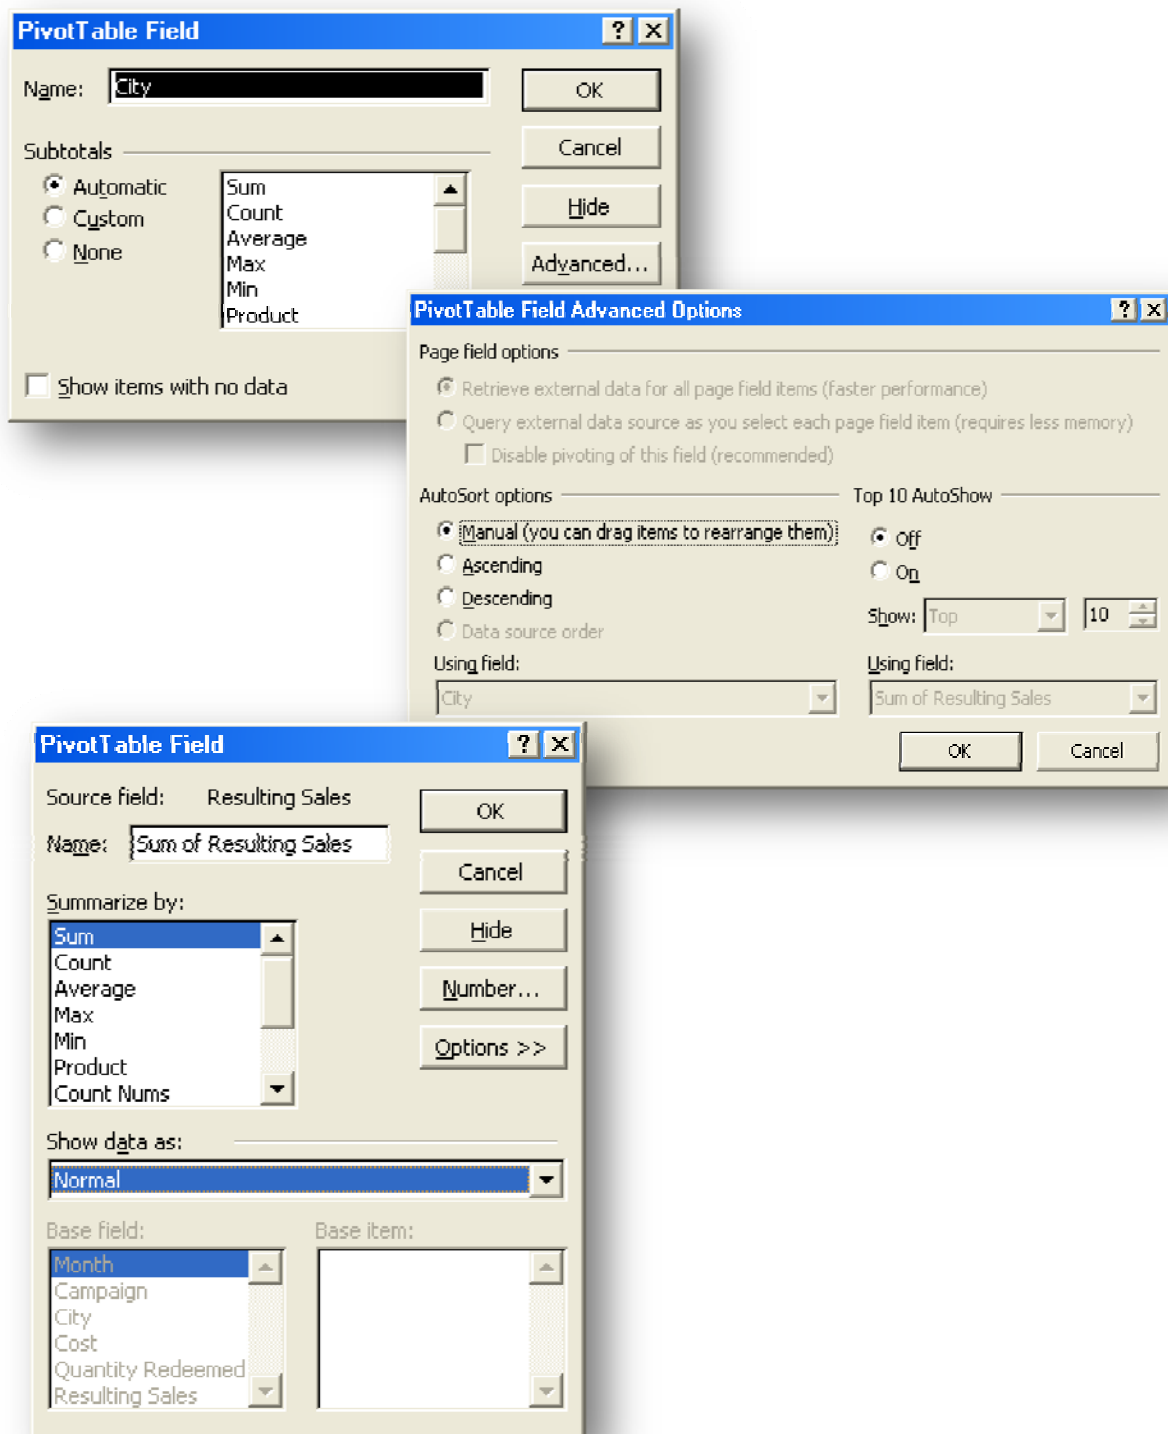 PivotTable Field
Name: City
OK
Cancel
Hide
Advanced...
Subtotals
Automatic
Custom
None
Sum
Count
Average
Max
Min
Product
Show items with no data
PivotTable Field Advanced Options
Page field options
Retrieve external data for all page field items (faster performance)
Query external data source as you select each page field item (requires less memory)
Disable pivoting of this field (recommended)
AutoSort options
Manual (you can drag items to rearrange them)
Ascending
Descending
Data source order
Using field:
City
Top 10 AutoShow
Off
On
Show: Top 10
Using field:
Sum of Resulting Sales
OK Cancel
PivotTable Field
Source field: Resulting Sales
Name: Sum of Resulting Sales
OK
Cancel
Hide
Number...
Options >>
Summarize by:
Sum
Count
Average
Max
Min
Product
Count Nums
Show data as:
Normal
Base field:
Month
Campaign
City
Cost
Quantity Redeemed
Resulting Sales
Base item: